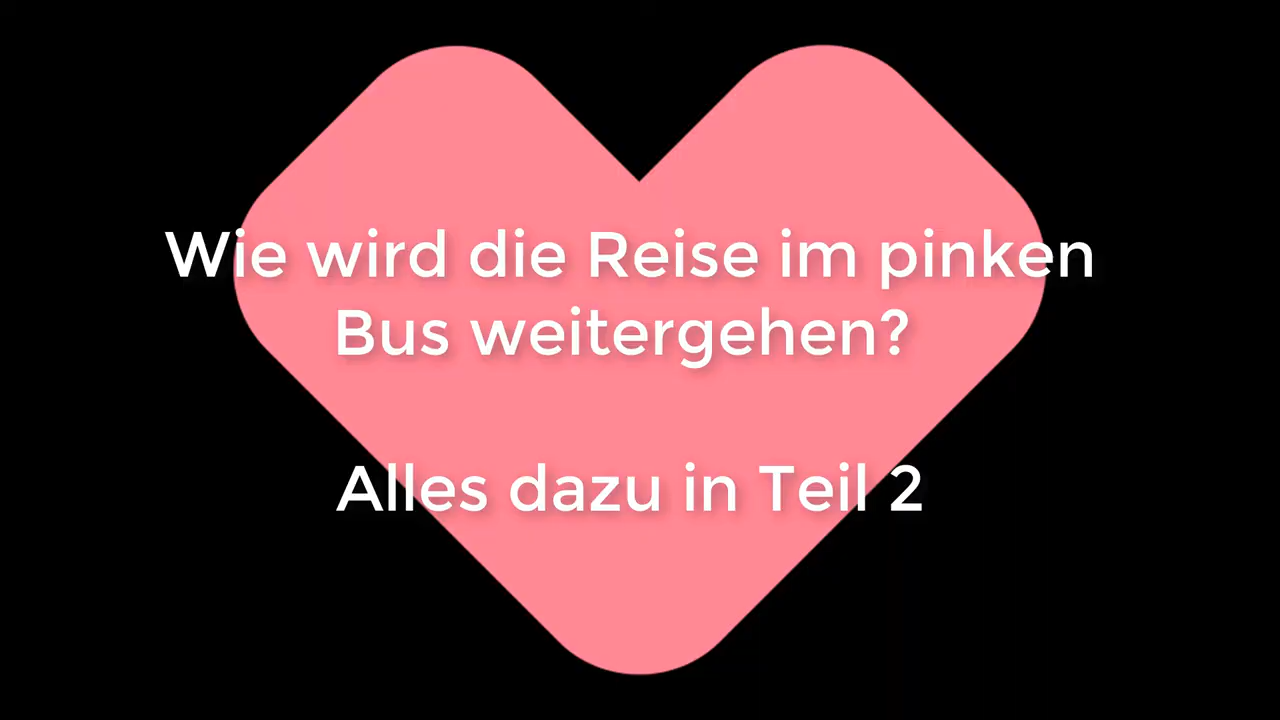 Wie wird die Reise im pinken
Bus weitergehen?
Alles dazu in Teil 2